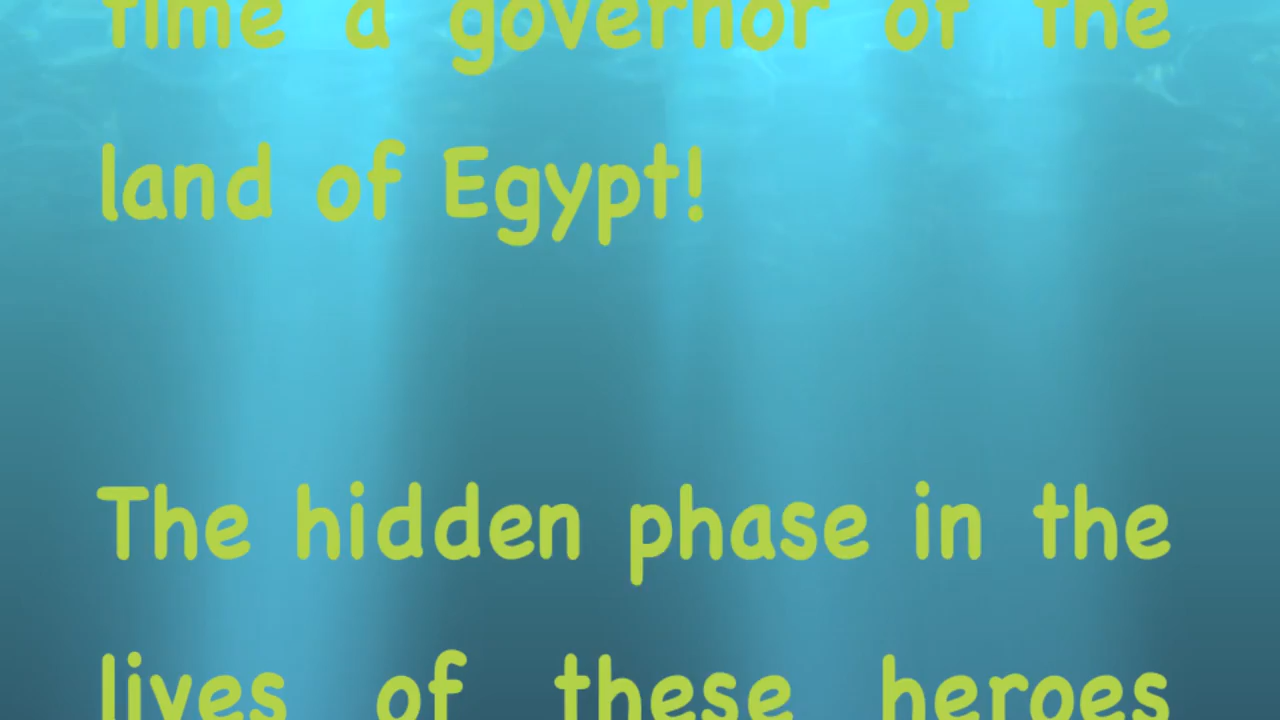 time a governor of the
land of Egypt!
The hidden phase in the
lives of these heroes